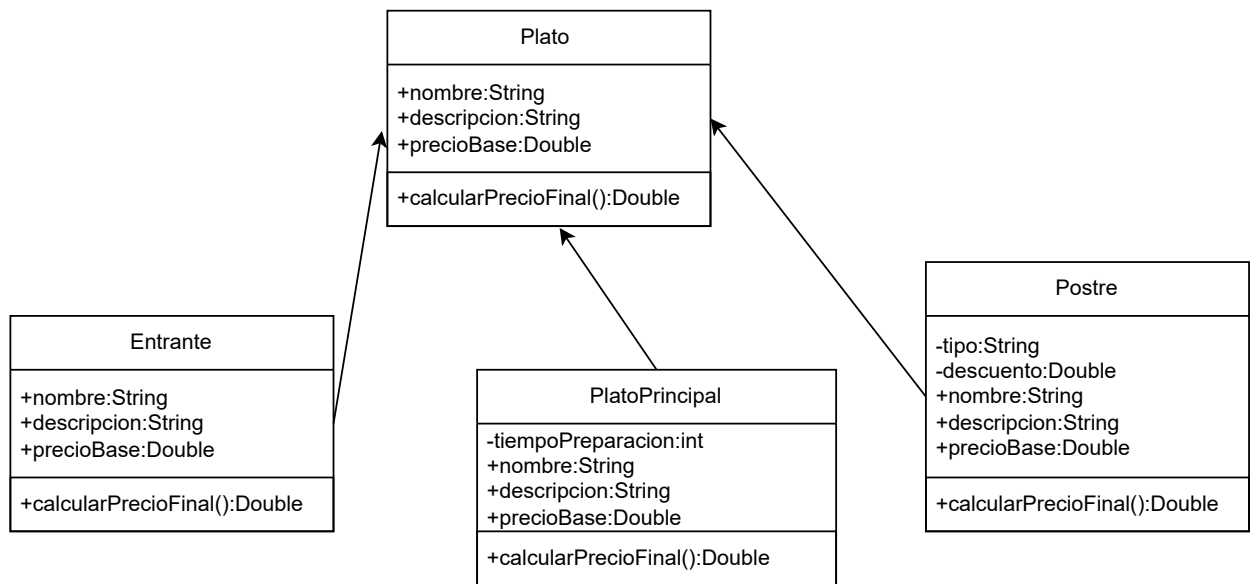 Plato
+nombre:String
+descripcion:String
+precioBase:Double
+calcularPrecioFinal():Double
Entrante
+nombre:String
+descripcion:String
+precioBase:Double
+calcularPrecioFinal():Double
PlatoPrincipal
-tiempoPreparacion:int
+nombre:String
+descripcion:String
+precioBase:Double
+calcularPrecioFinal():Double
Postre
-tipo:String
-descuento:Double
+nombre:String
+descripcion:String
+precioBase:Double
+calcularPrecioFinal():Double